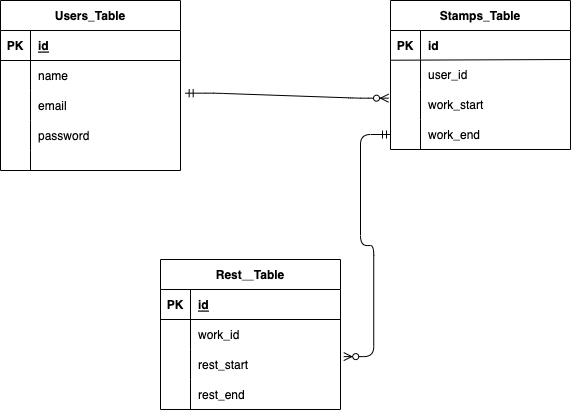 Users_Table
PK id
name
email
password
Stamps_Table
PK id
user_id
work_start
work_end
Rest__Table
PK id
work_id
rest_start
rest_end